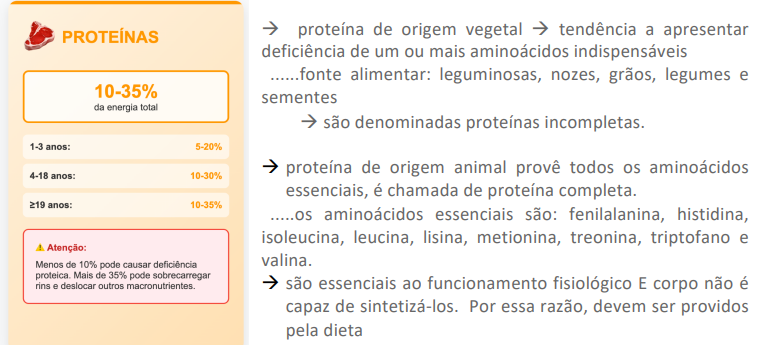 PROTEÍNAS
10-35%
da energia total
1-3 anos: 5-20%
4-18 anos: 10-30%
≥19 anos: 10-35%
⚠ Atenção:
Menos de 10% pode causar deficiência
proteica. Mais de 35% pode sobrecarregar
rins e deslocar outros macronutrientes.
→ proteína de origem vegetal → tendência a apresentar
deficiência de um ou mais aminoácidos indispensáveis
......fonte alimentar: leguminosas, nozes, grãos, legumes e
sementes
→ são denominadas proteínas incompletas.
→ proteína de origem animal provê todos os aminoácidos
essenciais, é chamada de proteína completa.
.....os aminoácidos essenciais são: fenilalanina, histidina,
isoleucina, leucina, lisina, metionina, treonina, triptofano e
valina.
→ são essenciais ao funcionamento fisiológico E corpo não é
capaz de sintetizá-los. Por essa razão, devem ser providos
pela dieta